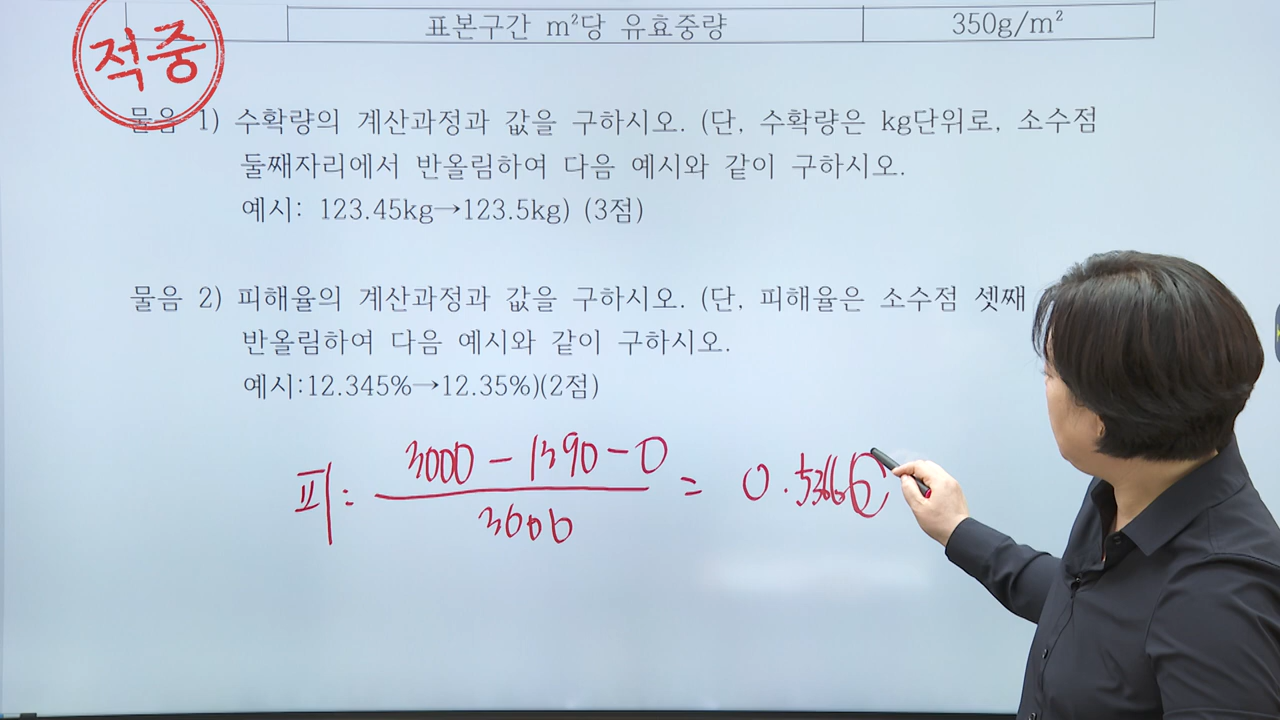 표본구간 m²당 유효중량 350g/m²
적중
물음 1) 수확량의 계산과정과 값을 구하시오. (단, 수확량은 kg단위로, 소수점
둘째자리에서 반올림하여 다음 예시와 같이 구하시오.
예시: 123.45kg→123.5kg) (3점)
물음 2) 피해율의 계산과정과 값을 구하시오. (단, 피해율은 소수점 셋째
반올림하여 다음 예시와 같이 구하시오.
예시:12.345%→12.35%)(2점)
3000 - 1390 - 0
피: = 0.53666
3000